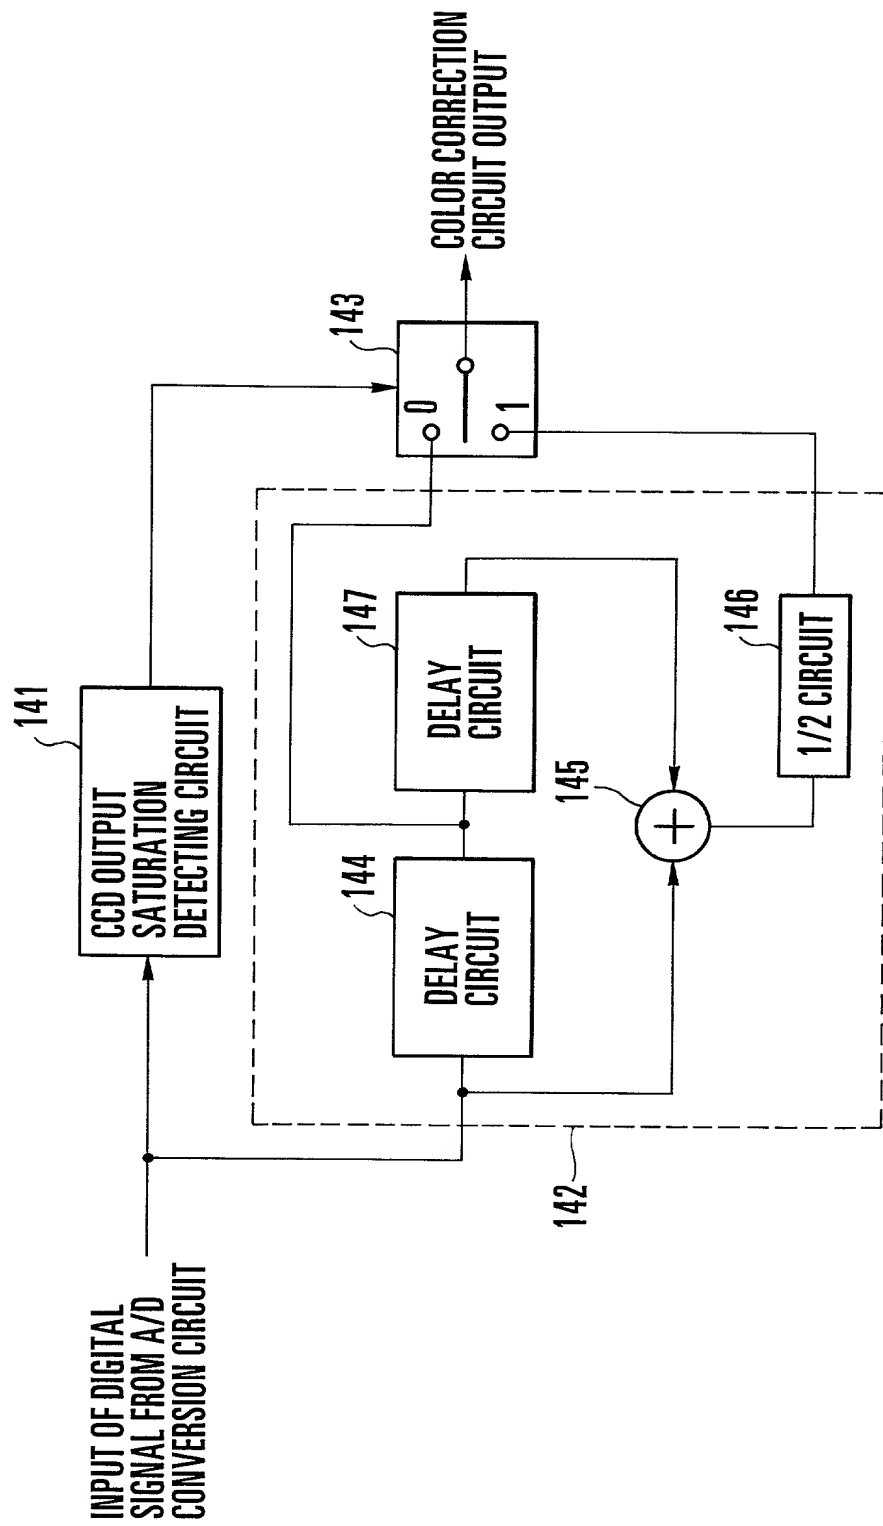 INPUT OF DIGITAL
SIGNAL FROM A/D
CONVERSION CIRCUIT
141
CCD OUTPUT
SATURATION
DETECTING CIRCUIT
142
144
DELAY
CIRCUIT
147
DELAY
CIRCUIT
145
+
146
1/2 CIRCUIT
143
0
1
COLOR CORRECTION
CIRCUIT OUTPUT